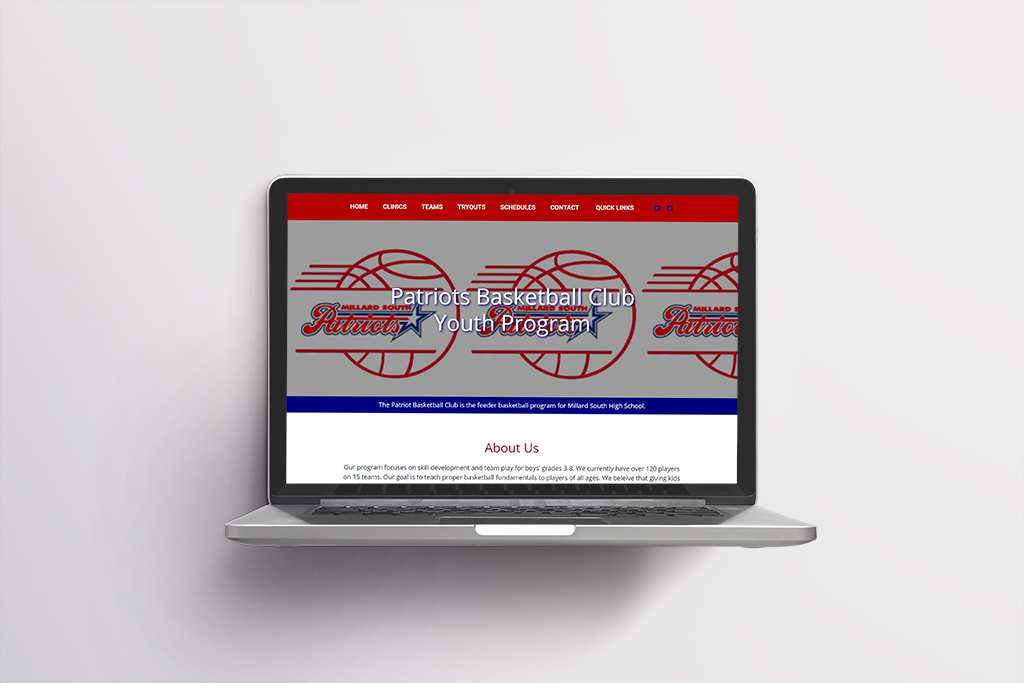 HOME CLINICS TEAMS TRYOUTS SCHEDULES CONTACT QUICK LINKS
Patriots Basketball Club
Youth Program
MILLARD SOUTH
Patriots
MILLARD SOUTH
Patriots
MILLARD SOU
Patriots
The Patriot Basketball Club is the feeder basketball program for Millard South High School.
About Us
Our program focuses on skill development and team play for boys' grades 3-8. We currently have over 120 players
on 15 teams. Our goal is to teach proper basketball fundamentals to players of all ages. We beleive that giving kids